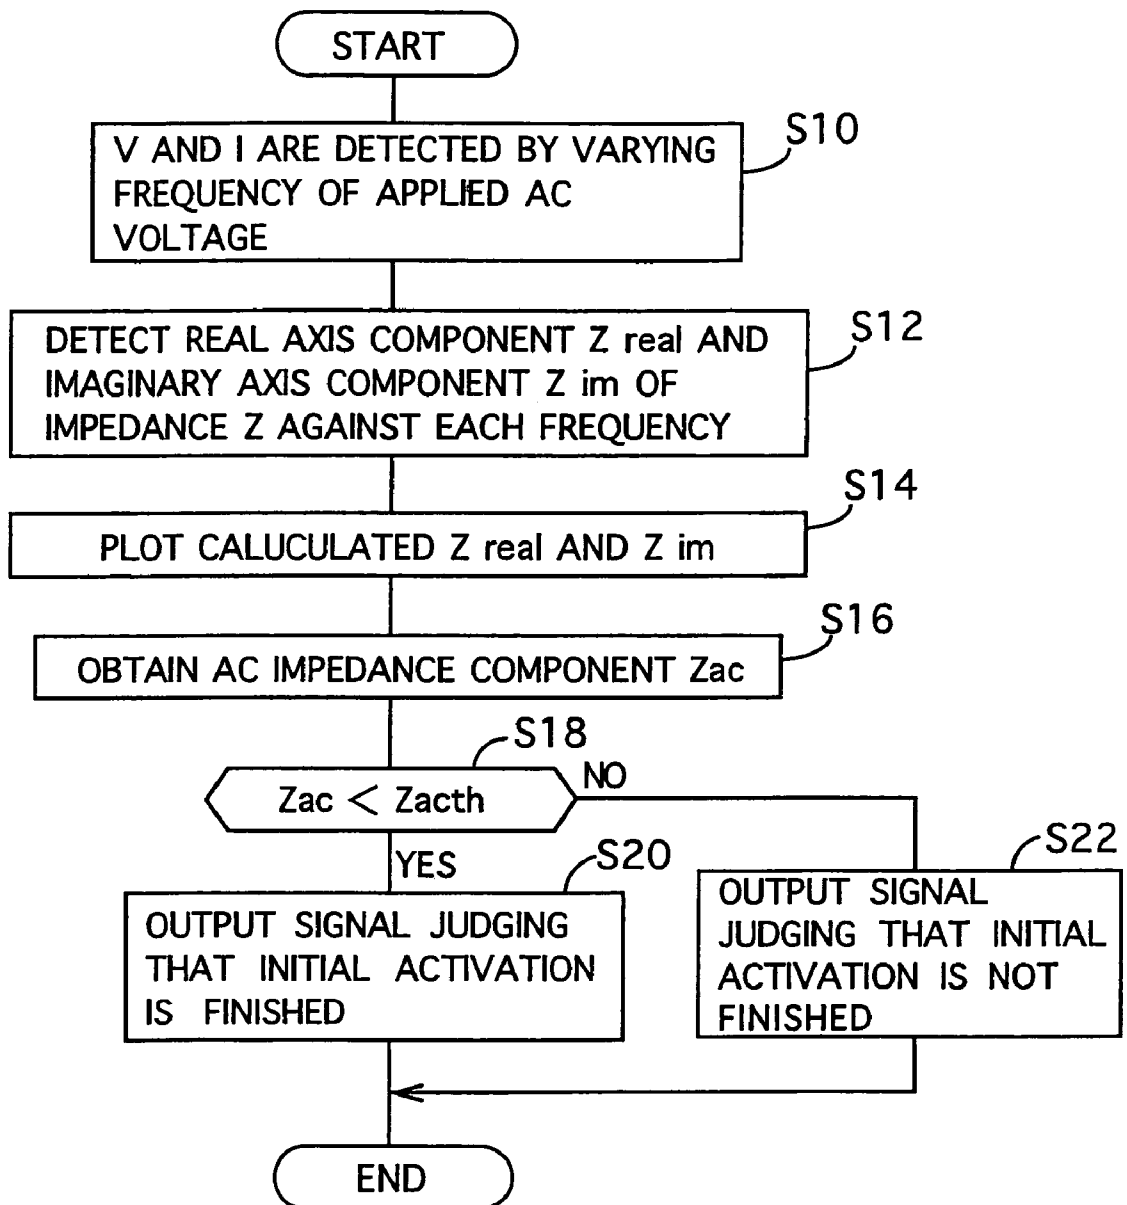 START
S10
V AND I ARE DETECTED BY VARYING
FREQUENCY OF APPLIED AC
VOLTAGE
S12
DETECT REAL AXIS COMPONENT Z real AND
IMAGINARY AXIS COMPONENT Z im OF
IMPEDANCE Z AGAINST EACH FREQUENCY
S14
PLOT CALUCULATED Z real AND Z im
S16
OBTAIN AC IMPEDANCE COMPONENT Zac
S18
Zac < Zacth
NO
YES
S20
OUTPUT SIGNAL JUDGING
THAT INITIAL ACTIVATION
IS FINISHED
S22
OUTPUT SIGNAL
JUDGING THAT INITIAL
ACTIVATION IS NOT
FINISHED
END